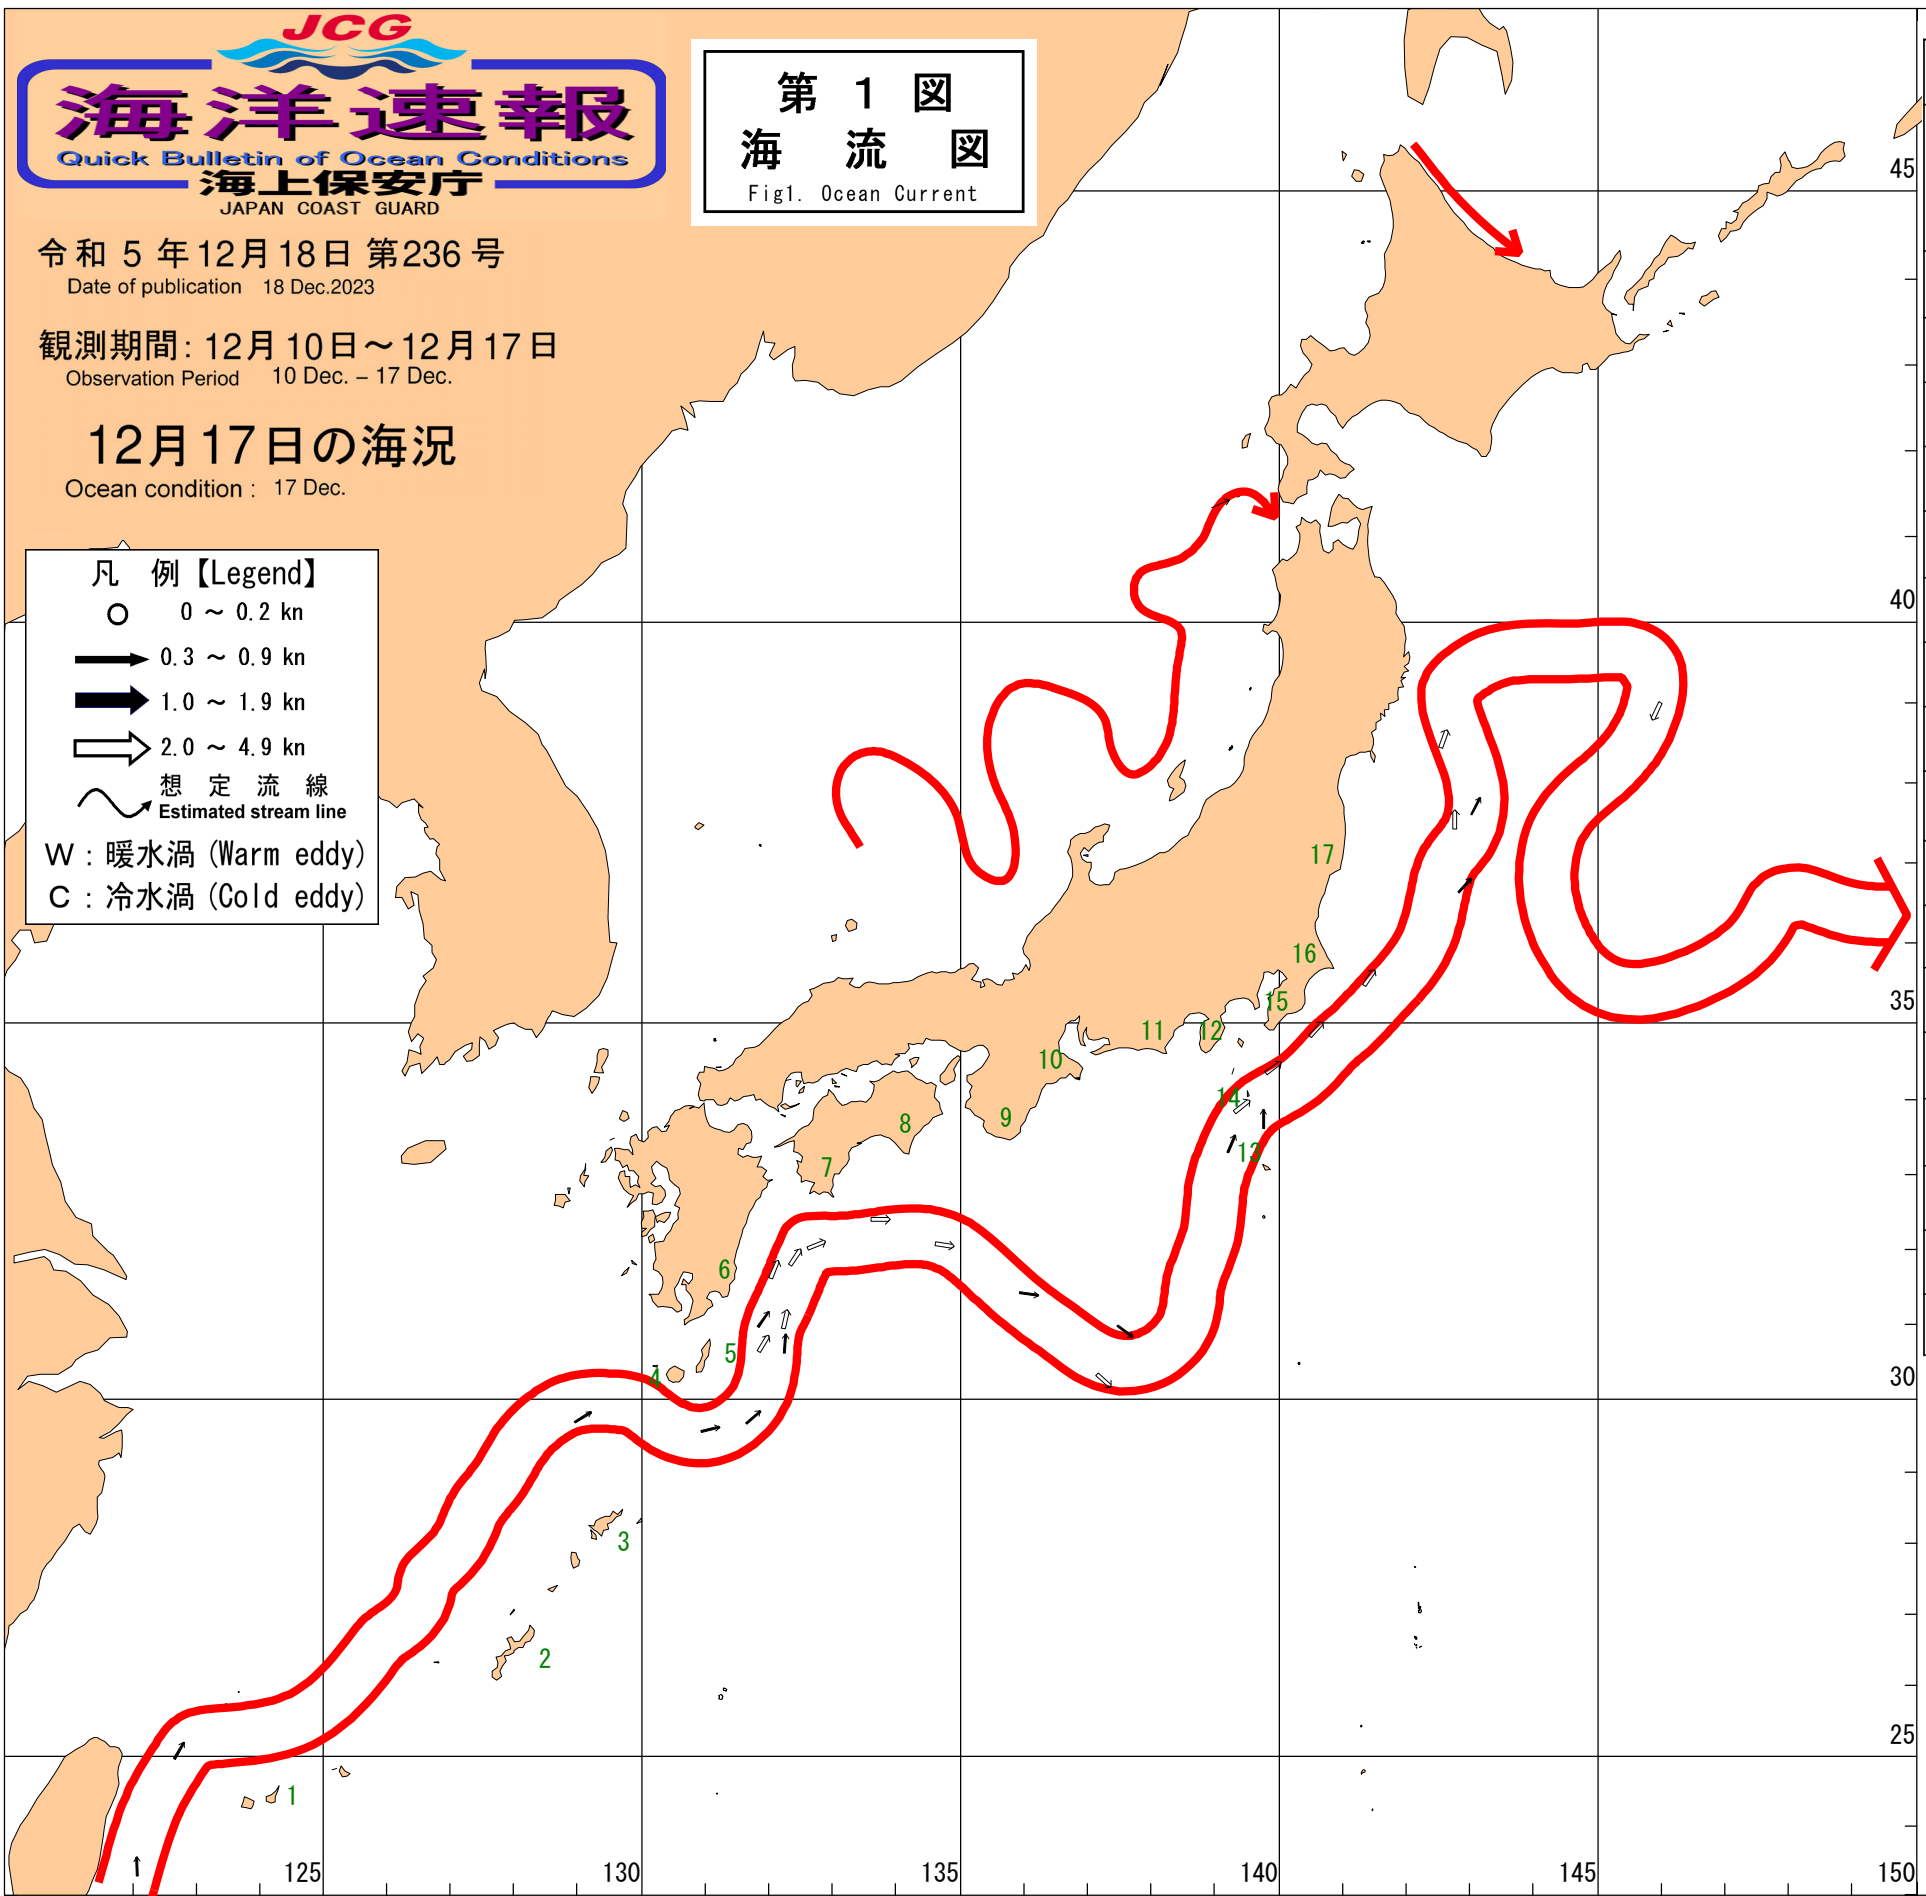 JCG
海洋速報
Quick Bulletin of Ocean Conditions
海上保安庁
JAPAN COAST GUARD
令和 5 年 12月 18日 第236 号
Date of publication 18 Dec.2023
観測期間: 12月 10日～12月 17日
Observation Period 10 Dec. – 17 Dec.
12月 17日の海況
Ocean condition : 17 Dec.
第 1 図
海 流 図
Fig1. Ocean Current
凡 例【Legend】
0 ～ 0.2 kn
0.3 ～ 0.9 kn
1.0 ～ 1.9 kn
2.0 ～ 4.9 kn
想 定 流 線
Estimated stream line
W : 暖水渦 (Warm eddy)
C : 冷水渦 (Cold eddy)
45
40
17
16
15
35
11
12
10
14
8
9
13
7
6
5
4
30
3
2
25
1
125
130
135
140
145
150